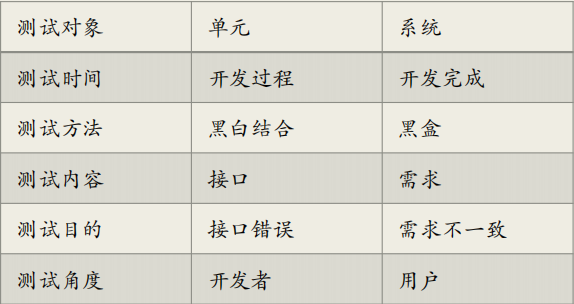 测试对象 单元 系统
测试时间 开发过程 开发完成
测试方法 黑白结合 黑盒
测试内容 接口 需求
测试目的 接口错误 需求不一致
测试角度 开发者 用户